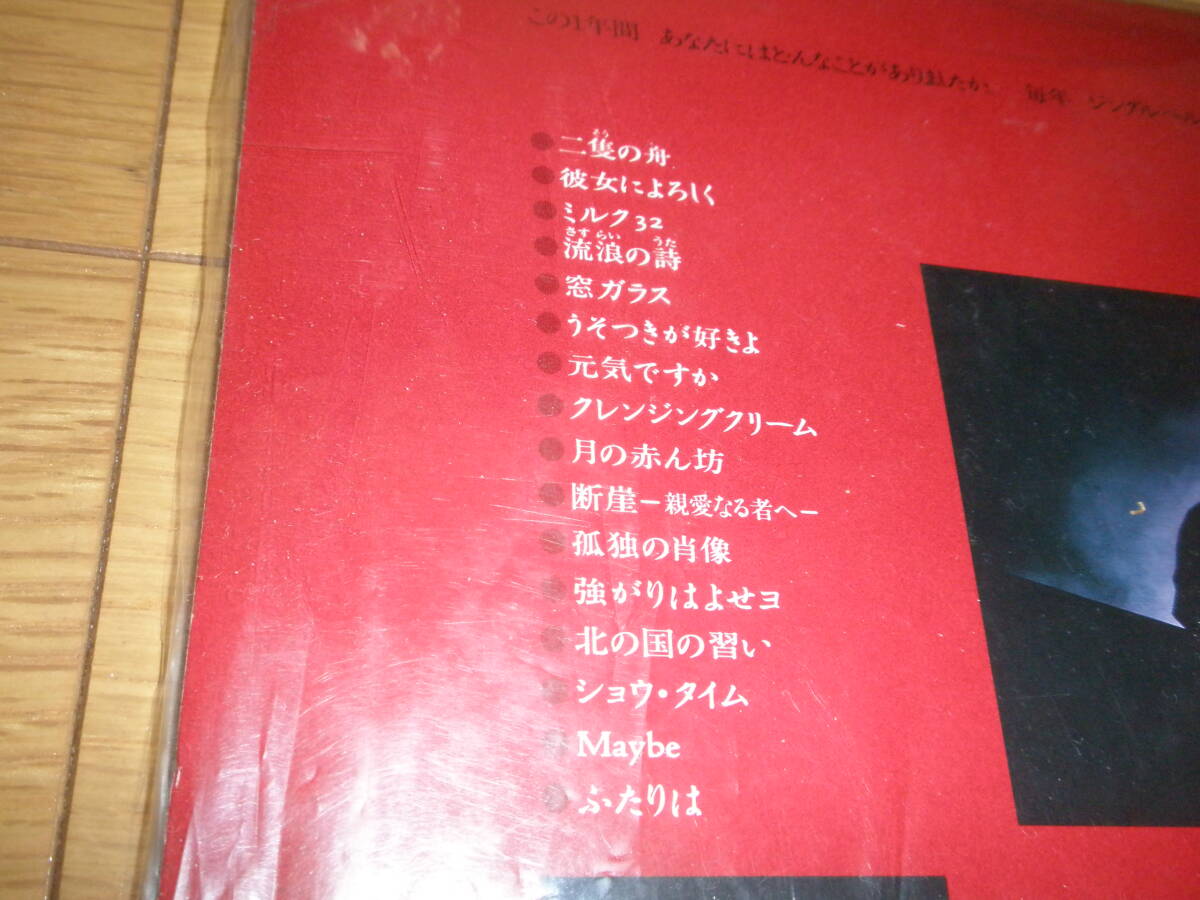 この1年間 あなたにはどんなことがありましたか。 毎年
●二隻の舟
●彼女によろしく
●ミルク32
●流浪の詩
●窓ガラス
●うそつきが好きよ
●元気ですか
●クレンジングクリーム
●月の赤ん坊
●断崖－親愛なる者へ－
●孤独の肖像
●強がりはよせヨ
●北の国の習い
●ショウ・タイム
●Maybe
●ふたりは